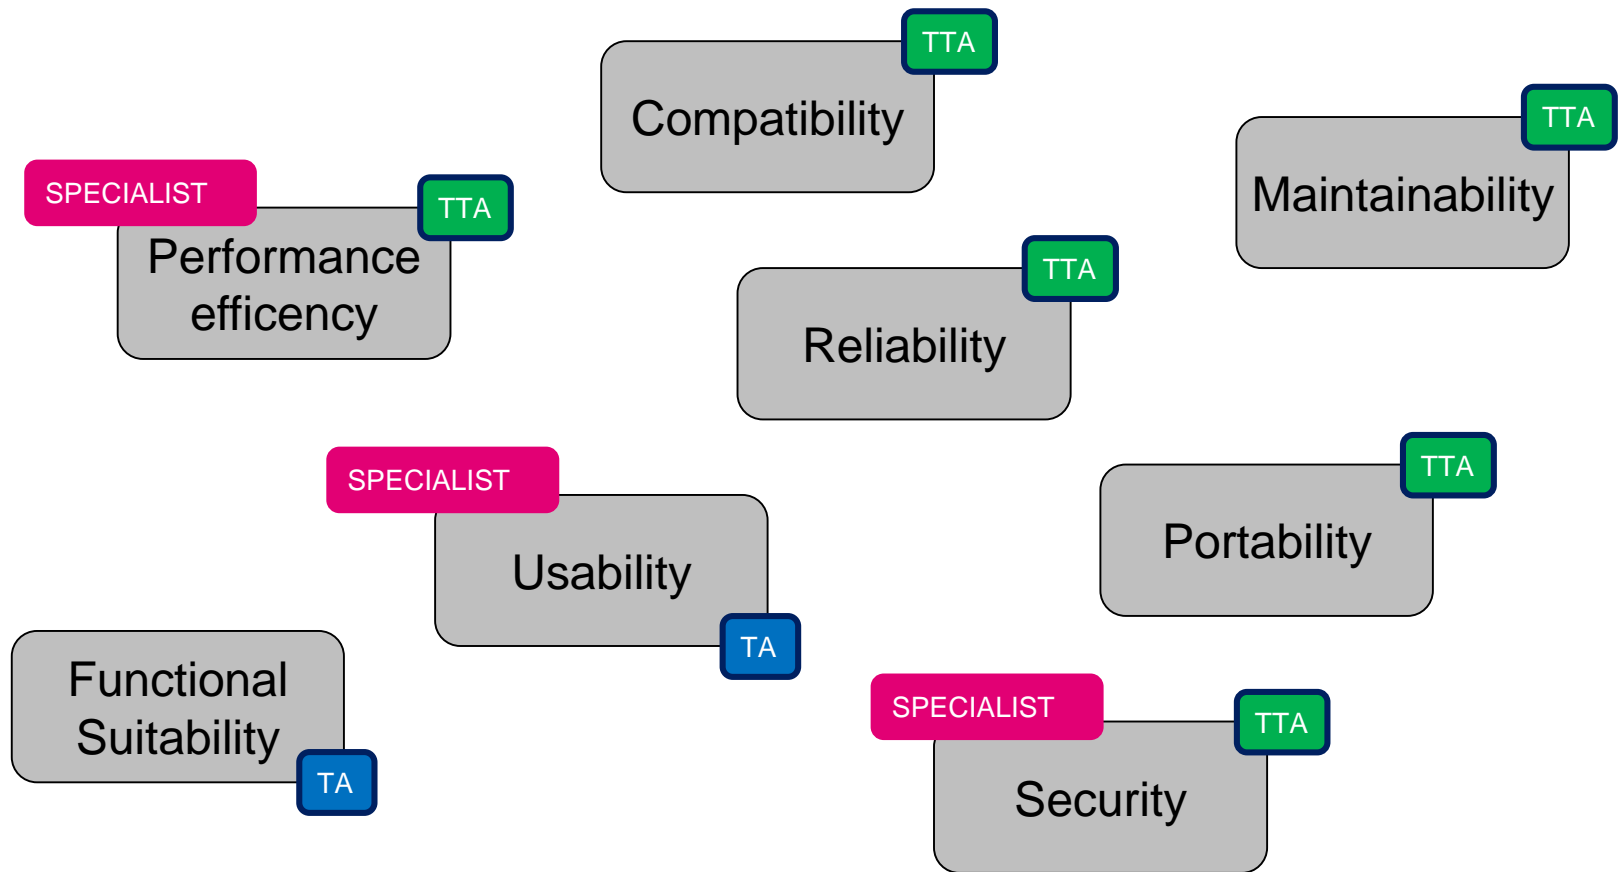 TTA
Compatibility
TTA
Maintainability
SPECIALIST
TTA
Performance
efficency
TTA
Reliability
SPECIALIST
Usability
TA
TTA
Portability
Functional
Suitability
TA
SPECIALIST
TTA
Security